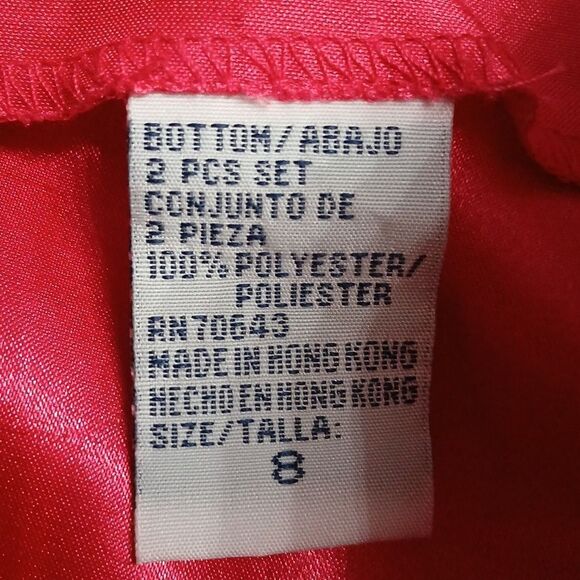 BOTTOM/ABAJO
2 PCS SET
CONJUNTO DE
2 PIEZA
100% POLYESTER/
POLIESTER
RN70643
MADE IN HONG KONG
HECHO EN HONG KONG
SIZE/TALLA:
8